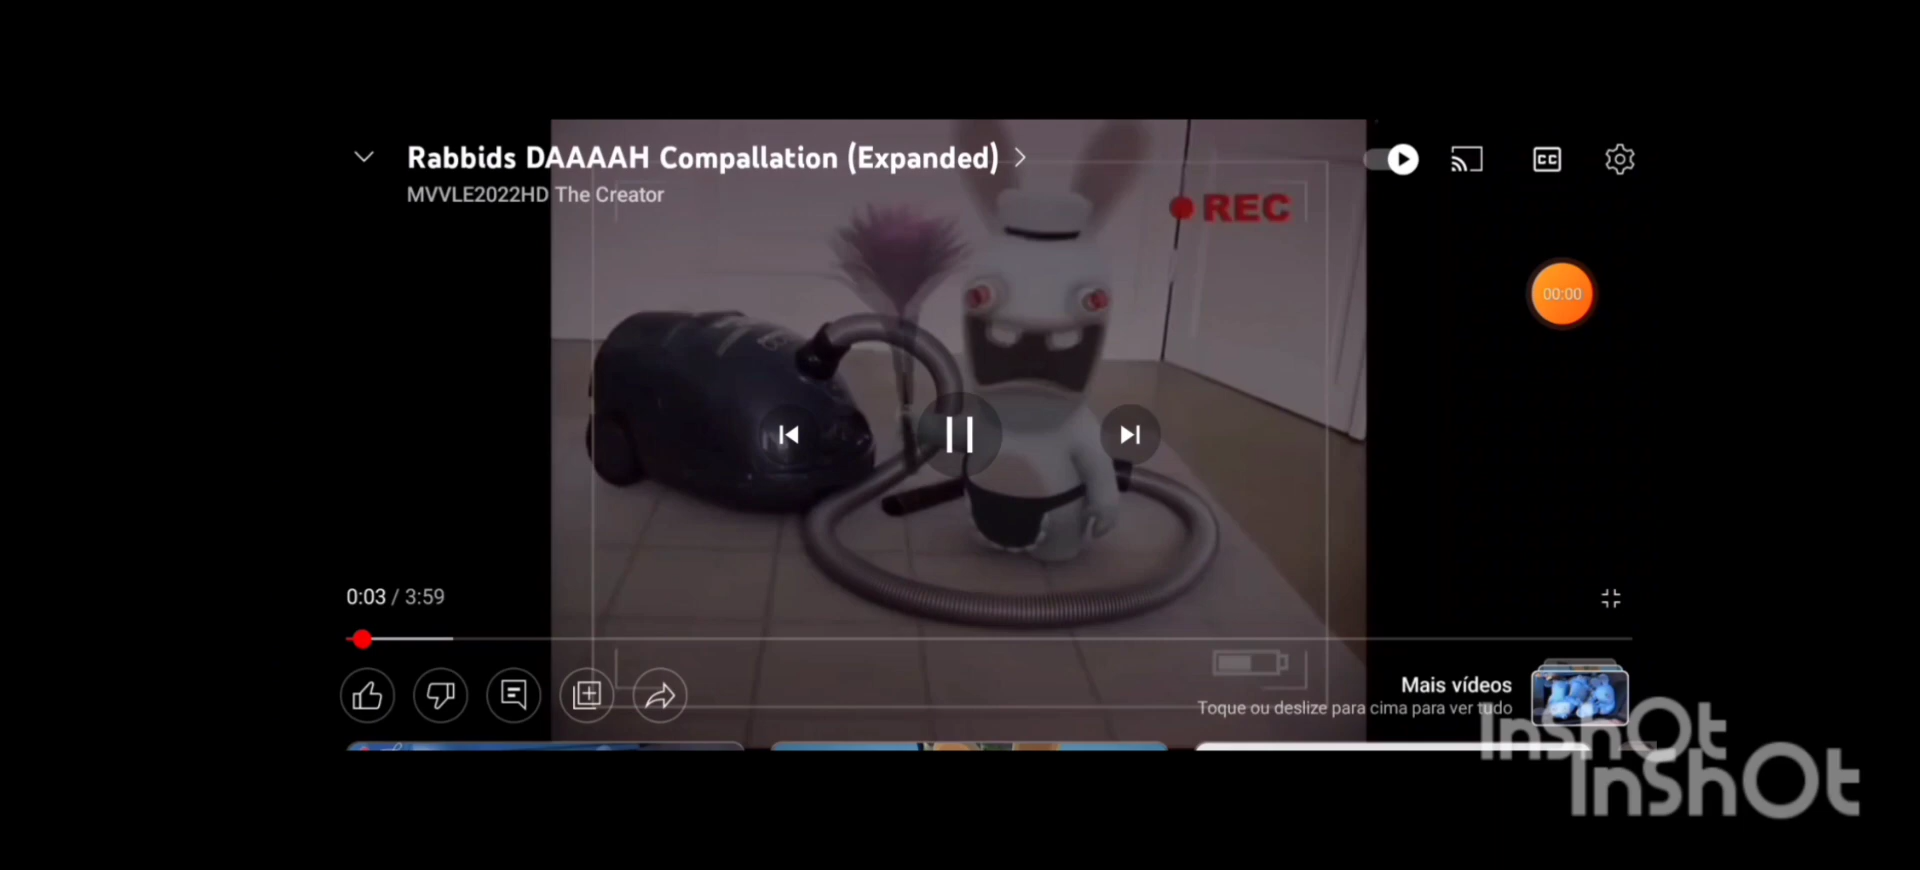 Rabbids DAAAAH Compallation (Expanded)
MVVLE2022HD The Creator
CC
REC
00:00
0:03 / 3:59
Mais vídeos
Toque ou deslize para cima para ver tudo
InShOt
InShOt